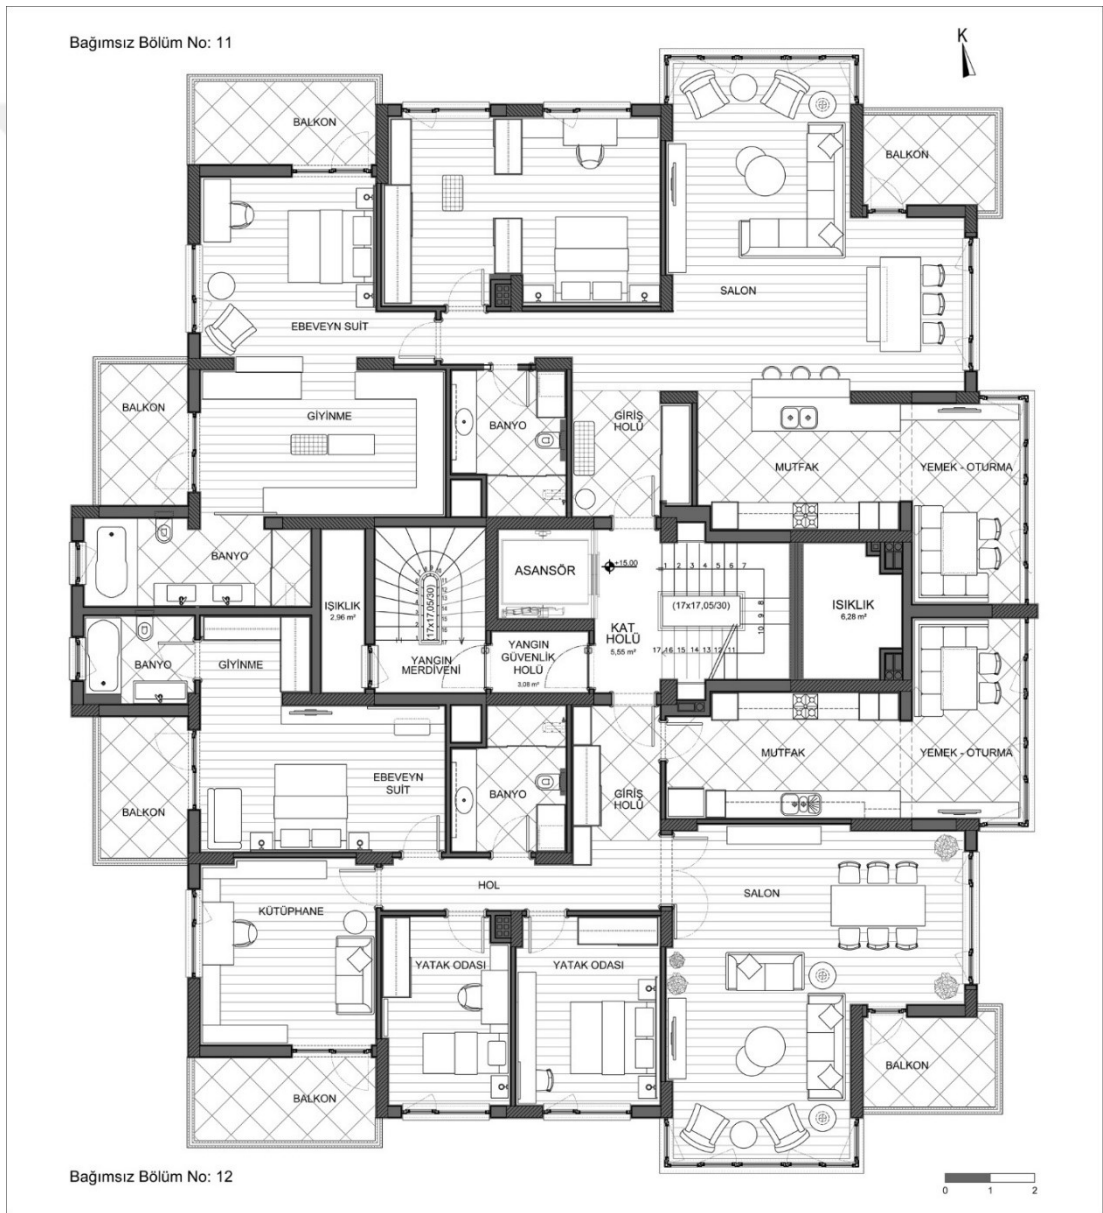 Bağımsız Bölüm No: 11
K
BALKON
BALKON
SALON
EBEVEYN SUİT
BALKON
GİYİNME
BANYO
GİRİŞ
HOLÜ
MUTFAK
YEMEK - OTURMA
BANYO
IŞIKLIK
2,96 m²
17x17,05/30)
ASANSÖR
+15.00
1 2 3 4 5 6 7
(17x17,05/30)
8
9
10
17 16 15 14 13 12 11
KAT
HOLÜ
5,55 m²
ISIKLIK
6,28 m²
YANGIN
MERDİVENİ
YANGIN
GÜVENLİK
HOLÜ
3,08 m²
BANYO
GİYİNME
EBEVEYN
SUİT
BALKON
BANYO
GİRİŞ
HOLÜ
MUTFAK
YEMEK - OTURMA
HOL
SALON
KÜTÜPHANE
YATAK ODASI
YATAK ODASI
BALKON
BALKON
Bağımsız Bölüm No: 12
0 1 2